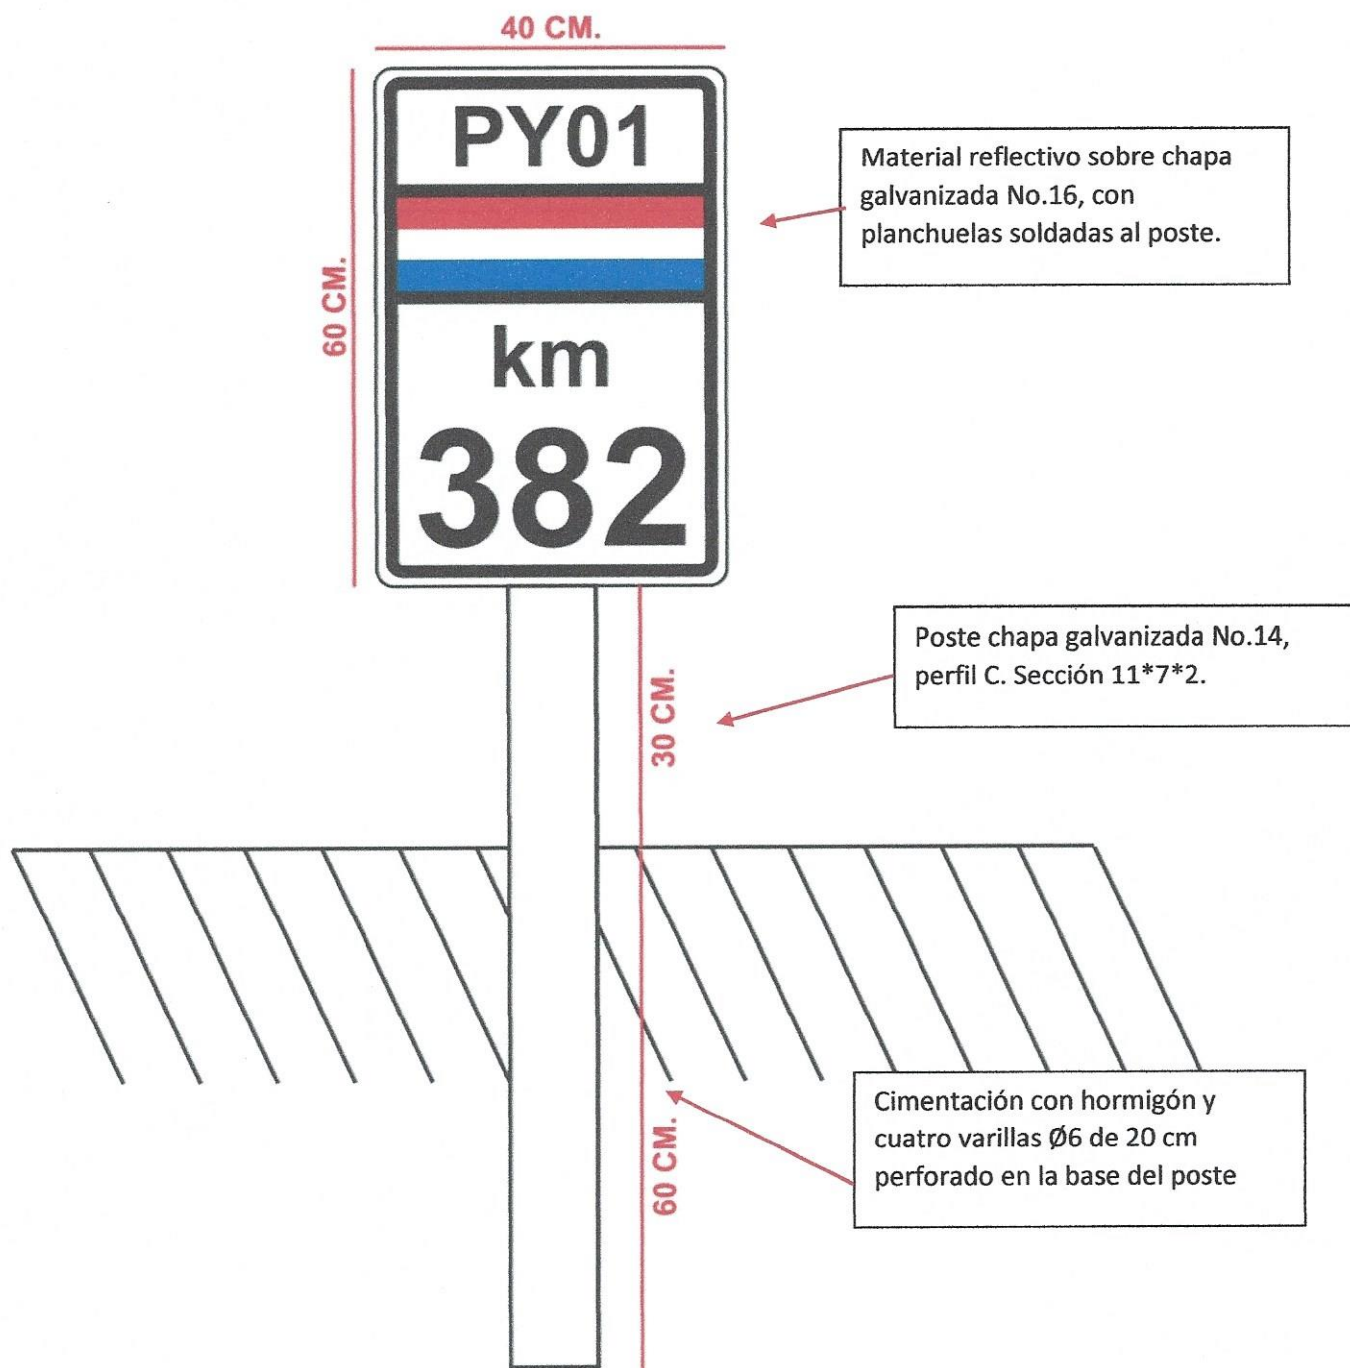 40 CM.
60 CM.
PY01
km
382
Material reflectivo sobre chapa
galvanizada No.16, con
planchuelas soldadas al poste.
30 CM.
Poste chapa galvanizada No.14,
perfil C. Sección 11*7*2.
60 CM.
Cimentación con hormigón y
cuatro varillas Ø6 de 20 cm
perforado en la base del poste